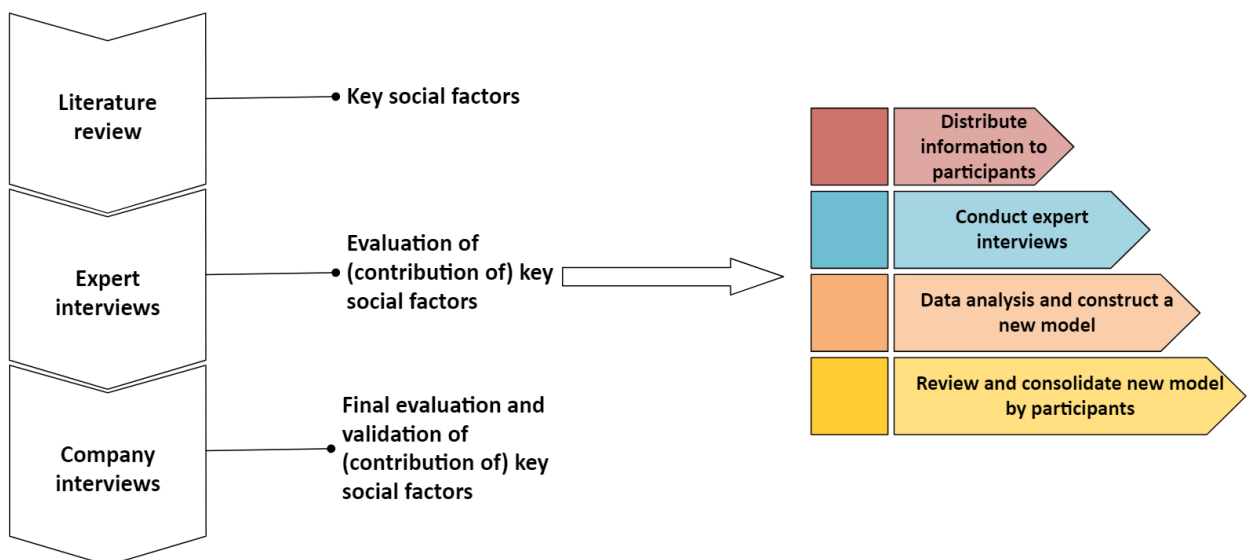 Literature
review
Key social factors
Expert
interviews
Evaluation of
(contribution of) key
social factors
Company
interviews
Final evaluation and
validation of
(contribution of) key
social factors
Distribute
information to
participants
Conduct expert
interviews
Data analysis and construct a
new model
Review and consolidate new model
by participants